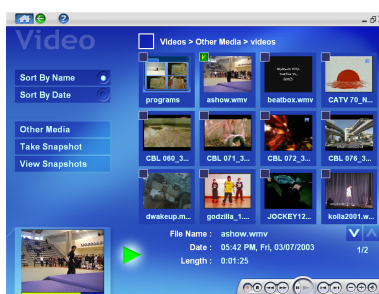 Video
Videos > Other Media > videos
Sort By Name
Sort By Date
Other Media
Take Snapshot
View Snapshots
programs
ashow.wmv
beatbox.wmv
CATV 70_N...
CBL 060_3...
CBL 071_3...
CBL 072_3...
CBL 076_3...
dwakeup.m...
godzilla_1....
JOCKEY12...
kolla2001.w...
File Name : ashow.wmv
Date : 05:42 PM, Fri, 03/07/2003
Length : 0:01:25
1/2